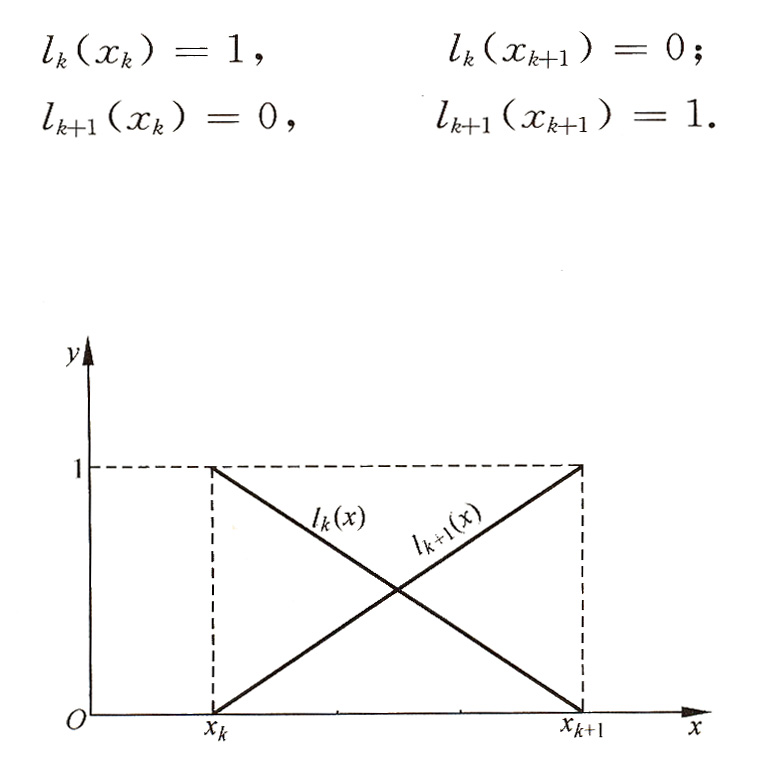 l_k(x_k) = 1, l_k(x_{k+1}) = 0;
l_{k+1}(x_k) = 0, l_{k+1}(x_{k+1}) = 1.
y
1
l_k(x) l_{k+1}(x)
O x_k x_{k+1} x